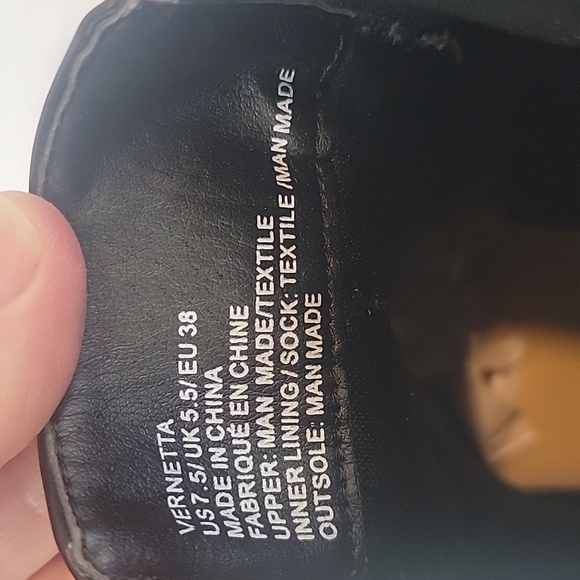 VERNETTA
US 7.5/ UK 5.5/ EU 38
MADE IN CHINA
FABRIQUÉ EN CHINE
UPPER: MAN MADE/TEXTILE
INNER LINING / SOCK: TEXTILE /MAN MADE
OUTSOLE: MAN MADE